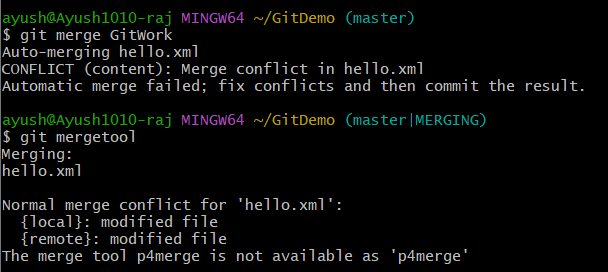 ayush@Ayush1010-raj MINGW64 ~/GitDemo (master)
$ git merge GitWork
Auto-merging hello.xml
CONFLICT (content): Merge conflict in hello.xml
Automatic merge failed; fix conflicts and then commit the result.
ayush@Ayush1010-raj MINGW64 ~/GitDemo (master|MERGING)
$ git mergetool
Merging:
hello.xml
Normal merge conflict for 'hello.xml':
{local}: modified file
{remote}: modified file
The merge tool p4merge is not available as 'p4merge'